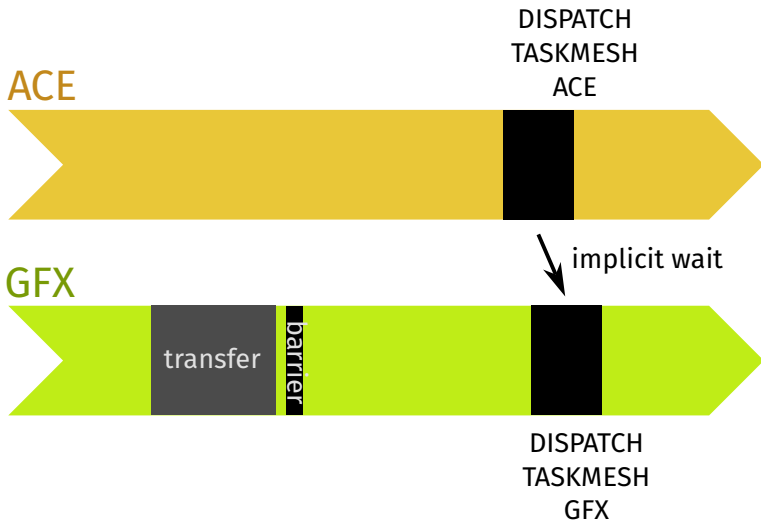 DISPATCH
TASKMESH
ACE
ACE
implicit wait
GFX
transfer
barrier
DISPATCH
TASKMESH
GFX